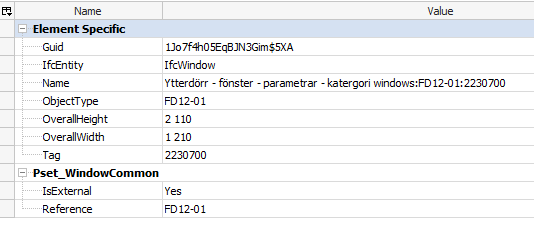 Name Value
Element Specific
Guid 1Jo7f4h05EqBJN3Gim$5XA
IfcEntity IfcWindow
Name Ytterdörr - fönster - parametrar - katergori windows:FD12-01:2230700
ObjectType FD12-01
OverallHeight 2 110
OverallWidth 1 210
Tag 2230700
Pset_WindowCommon
IsExternal Yes
Reference FD12-01